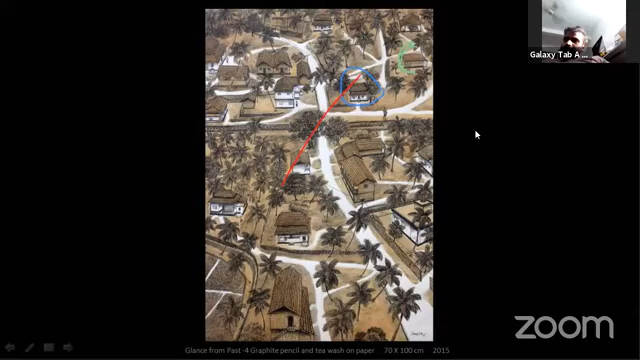 Galaxy Tab A ...
Glance from Past -4 Graphite pencil and tea wash on paper 70 X 100 cm 2015
zoom